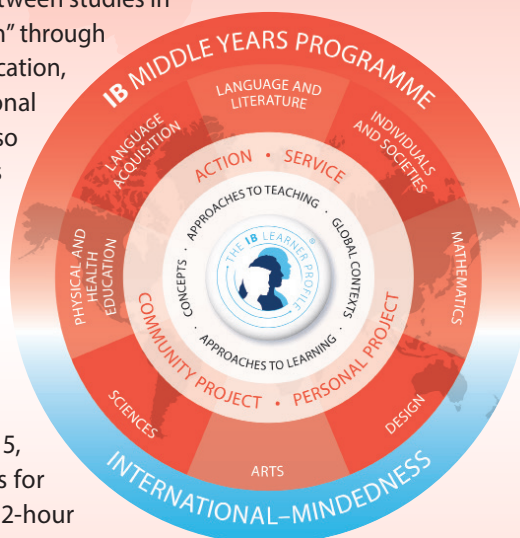 between studies in
” through
ication,
onal
so
s
5,
s for
2-hour
IB MIDDLE YEARS PROGRAMME
LANGUAGE AND
LITERATURE
INDIVIDUALS
AND SOCIETIES
MATHEMATICS
DESIGN
ARTS
SCIENCES
PHYSICAL AND
HEALTH
EDUCATION
LANGUAGE
ACQUISITION
ACTION • SERVICE
PERSONAL PROJECT
•
COMMUNITY PROJECT
APPROACHES TO TEACHING ·
GLOBAL CONTEXTS ·
APPROACHES TO LEARNING ·
CONCEPTS ·
THE IB LEARNER PROFILE
®
INTERNATIONAL–MINDEDNESS